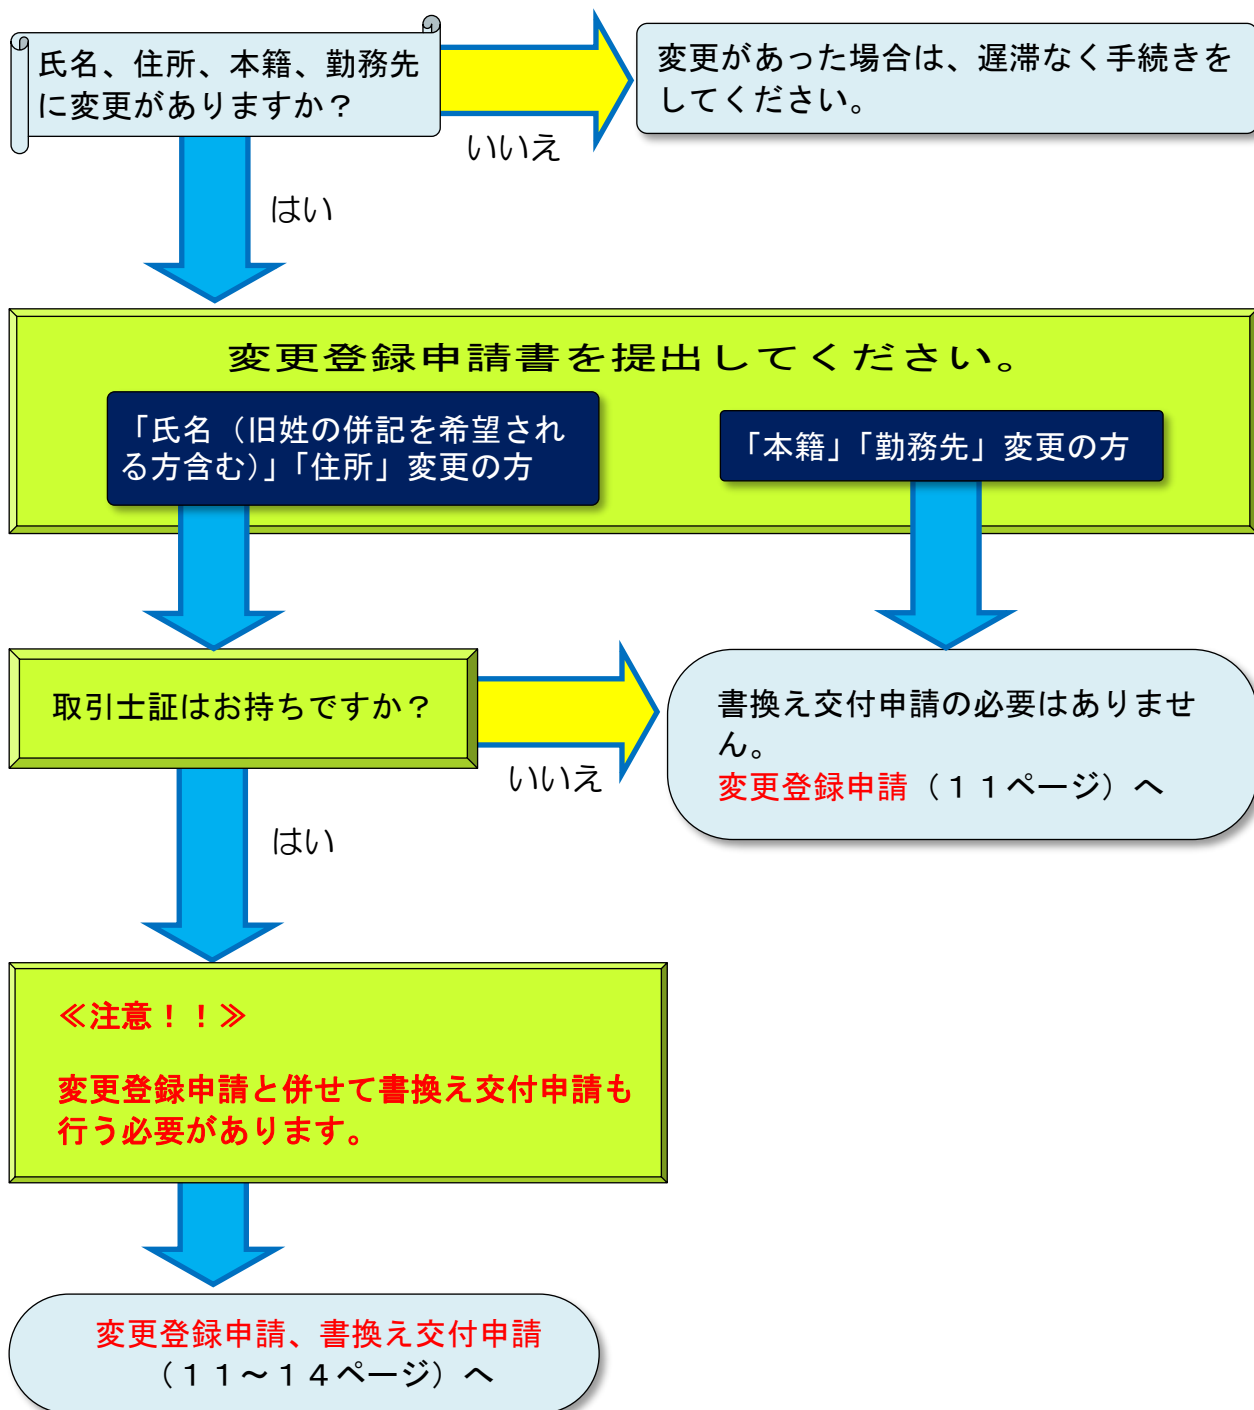 氏名、住所、本籍、勤務先
に変更がありますか？
変更があった場合は、遅滞なく手続きを
してください。
いいえ
はい
変更登録申請書を提出してください。
「氏名（旧姓の併記を希望され
る方含む）」「住所」変更の方
「本籍」「勤務先」変更の方
取引士証はお持ちですか？
いいえ
書換え交付申請の必要はありませ
ん。
変更登録申請（１１ページ）へ
はい
≪注意！！≫
変更登録申請と併せて書換え交付申請も
行う必要があります。
変更登録申請、書換え交付申請
（１１～１４ページ）へ